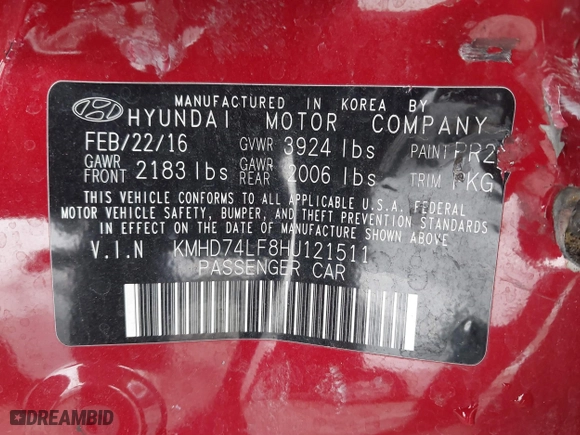 MANUFACTURED IN KOREA BY
HYUNDAI MOTOR COMPANY
FEB/22/16 GVWR 3924 lbs PAINT PR2
GAWR FRONT 2183 lbs GAWR REAR 2006 lbs TRIM PKG
THIS VEHICLE CONFORMS TO ALL APPLICABLE U.S.A. FEDERAL
MOTOR VEHICLE SAFETY, BUMPER, AND THEFT PREVENTION STANDARDS
IN EFFECT ON THE DATE OF MANUFACTURE SHOWN ABOVE
V.I.N KMHD74LF8HU121511
PASSENGER CAR
DREAMBID